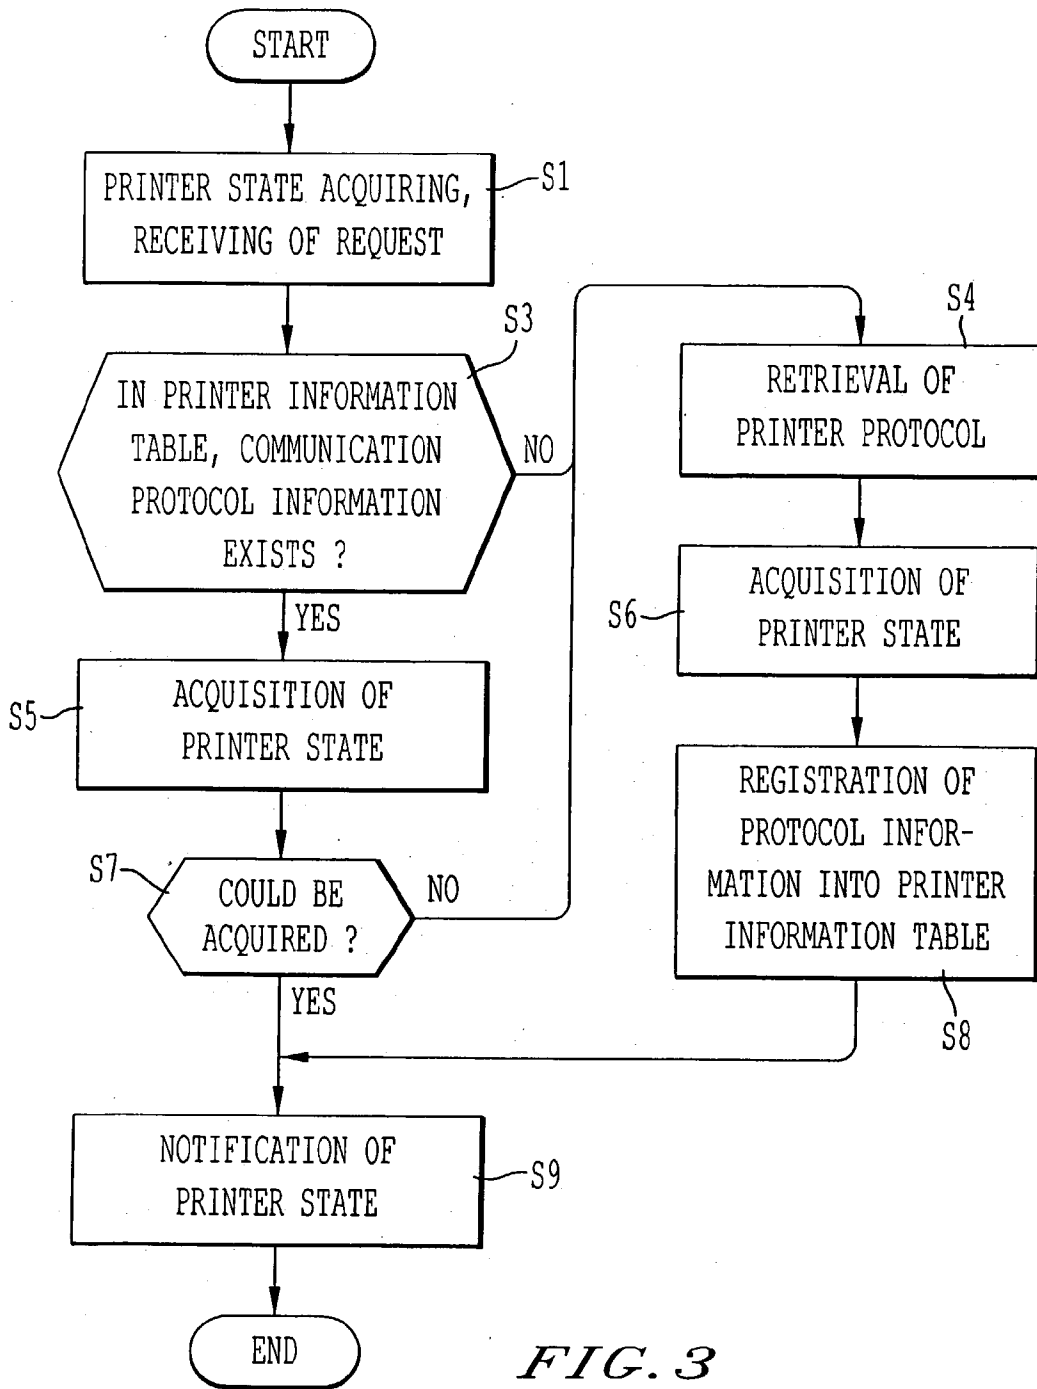 START
PRINTER STATE ACQUIRING,
RECEIVING OF REQUEST
S1
S3
IN PRINTER INFORMATION
TABLE, COMMUNICATION
PROTOCOL INFORMATION
EXISTS ?
NO
YES
S4
RETRIEVAL OF
PRINTER PROTOCOL
S6
ACQUISITION OF
PRINTER STATE
S5
ACQUISITION OF
PRINTER STATE
REGISTRATION OF
PROTOCOL INFOR-
MATION INTO PRINTER
INFORMATION TABLE
S8
S7
COULD BE
ACQUIRED ?
NO
YES
NOTIFICATION OF
PRINTER STATE
S9
END
FIG. 3